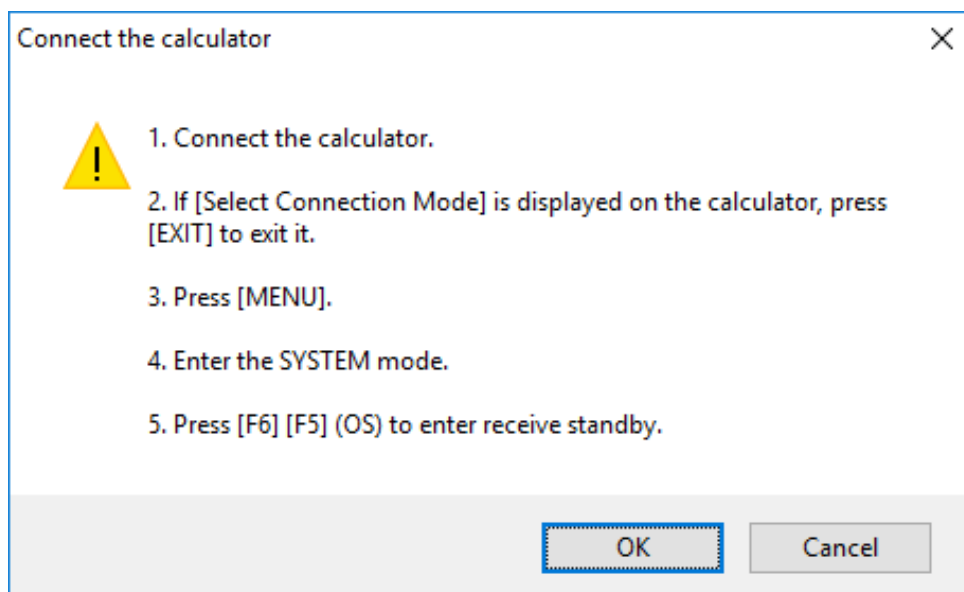 Connect the calculator
1. Connect the calculator.
2. If [Select Connection Mode] is displayed on the calculator, press
[EXIT] to exit it.
3. Press [MENU].
4. Enter the SYSTEM mode.
5. Press [F6] [F5] (OS) to enter receive standby.
OK
Cancel